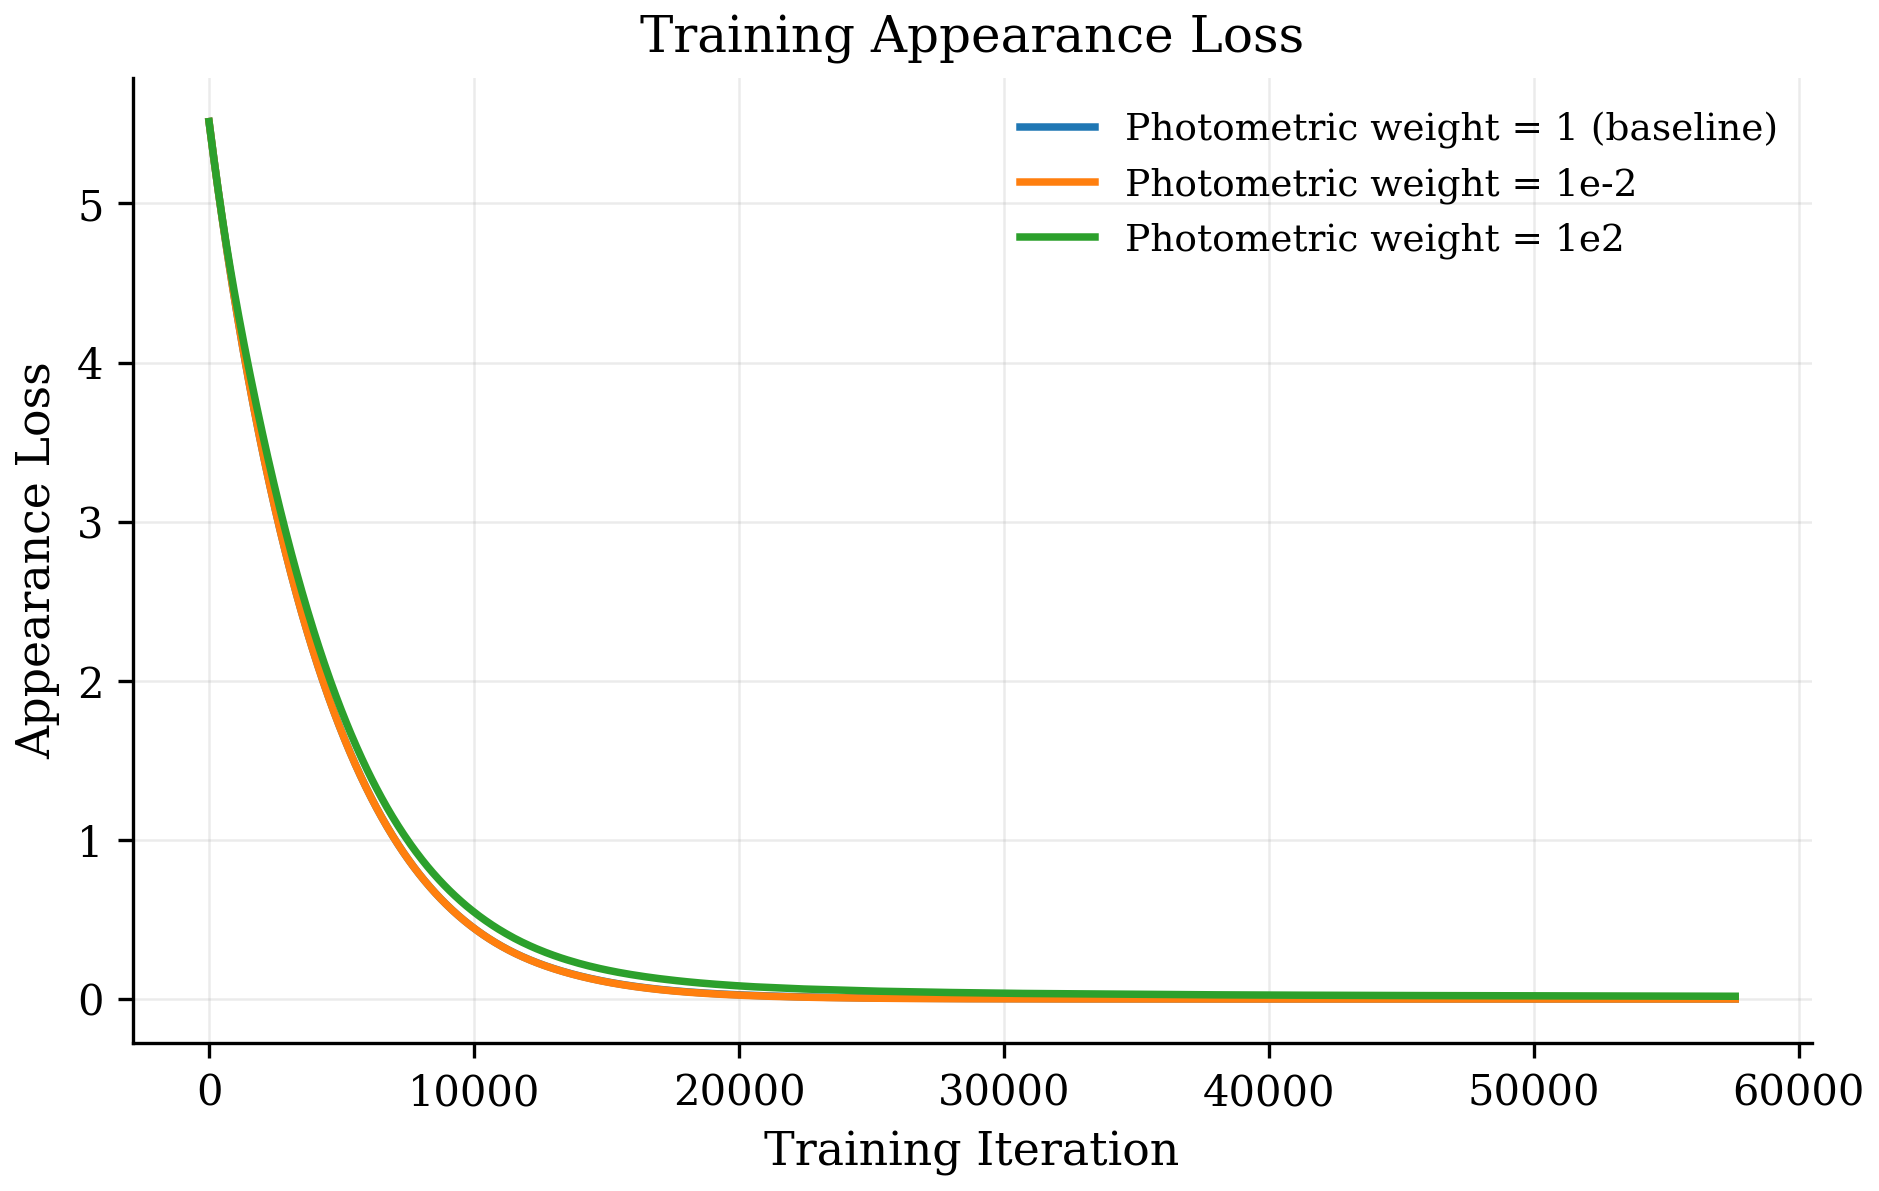 Training Appearance Loss
Photometric weight = 1 (baseline)
Photometric weight = 1e-2
Photometric weight = 1e2
Appearance Loss
5
4
3
2
1
0
0 10000 20000 30000 40000 50000 60000
Training Iteration